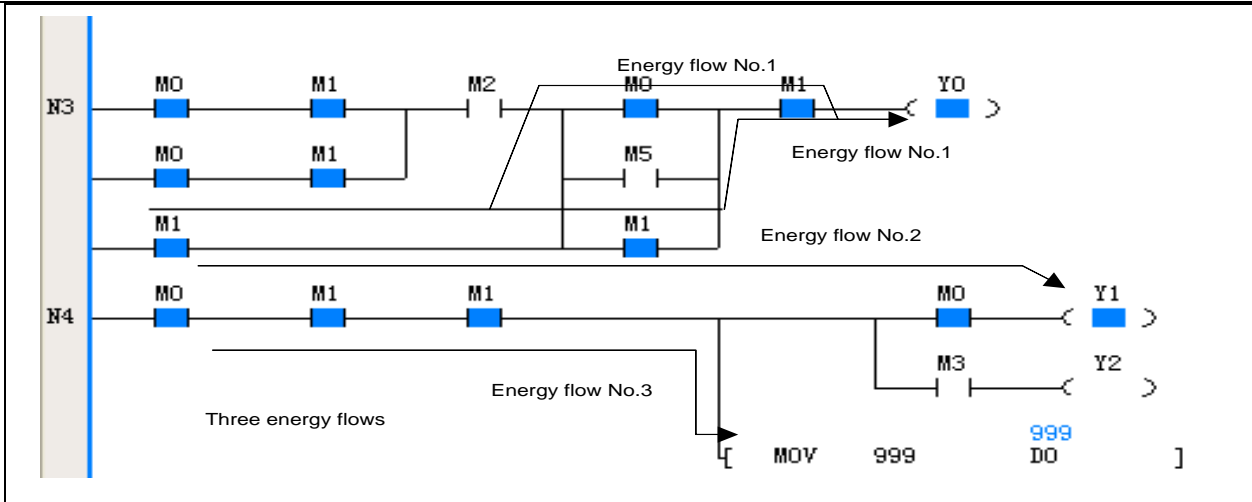 Energy flow No.1
M0 M1 M2 M0 M1 Y0
N3
M0 M1 M5
Energy flow No.1
M1 M1
Energy flow No.2
M0 M1 M1 M0 Y1
N4
M3 Y2
Energy flow No.3
Three energy flows
999
[ MOV 999 D0 ]